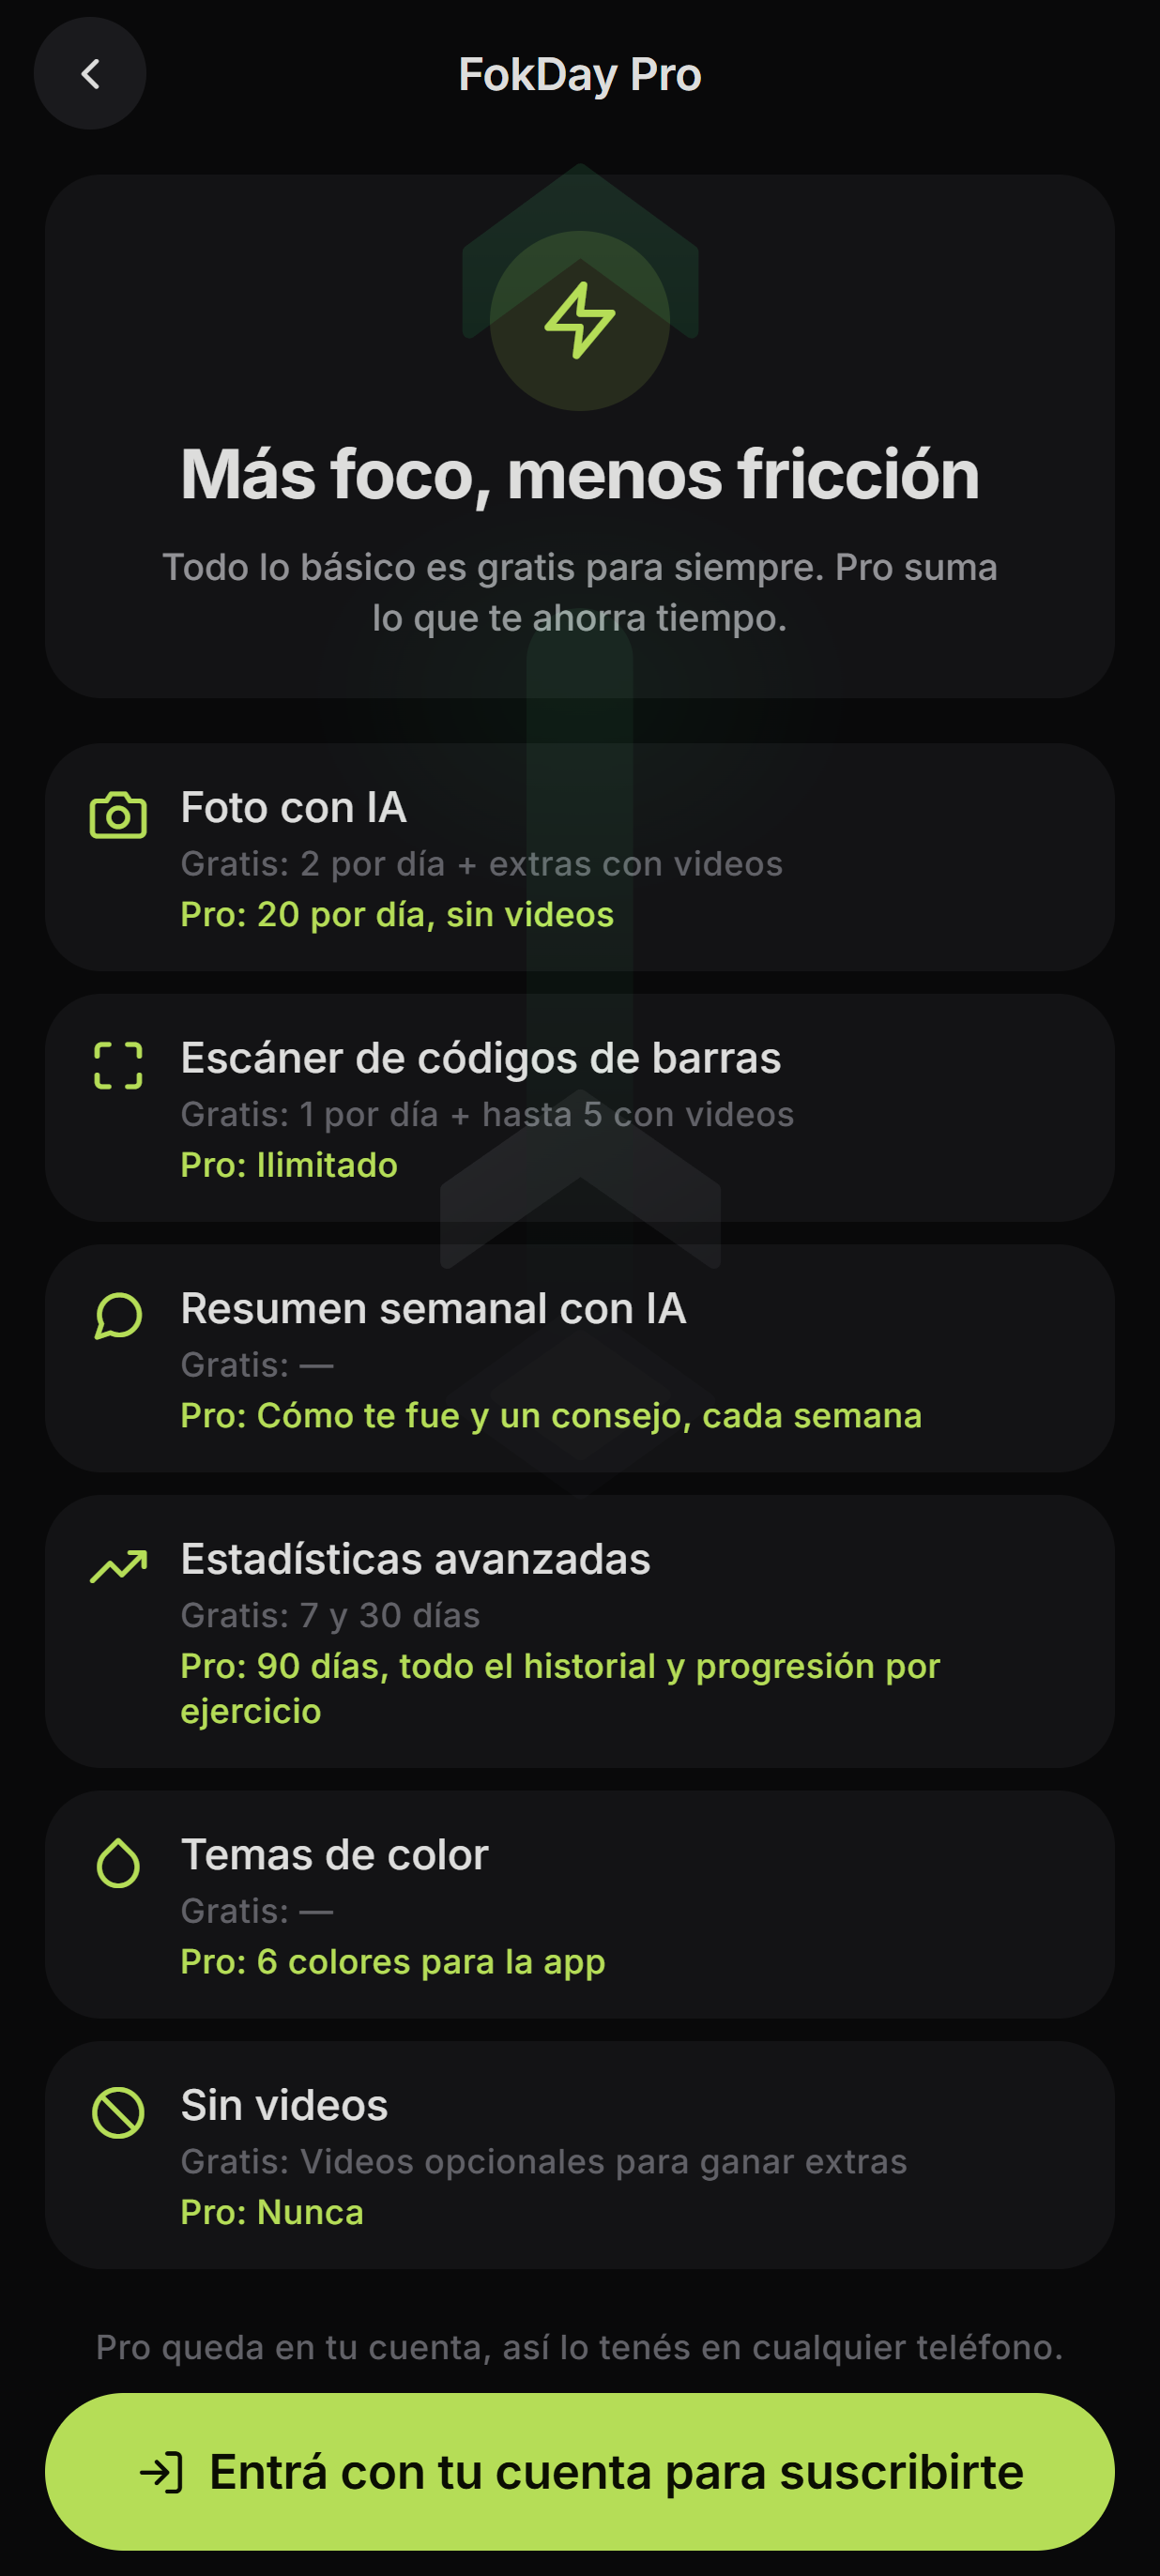 FokDay Pro
Más foco, menos fricción
Todo lo básico es gratis para siempre. Pro suma
lo que te ahorra tiempo.
Foto con IA
Gratis: 2 por día + extras con videos
Pro: 20 por día, sin videos
Escáner de códigos de barras
Gratis: 1 por día + hasta 5 con videos
Pro: Ilimitado
Resumen semanal con IA
Gratis: —
Pro: Cómo te fue y un consejo, cada semana
Estadísticas avanzadas
Gratis: 7 y 30 días
Pro: 90 días, todo el historial y progresión por
ejercicio
Temas de color
Gratis: —
Pro: 6 colores para la app
Sin videos
Gratis: Videos opcionales para ganar extras
Pro: Nunca
Pro queda en tu cuenta, así lo tenés en cualquier teléfono.
Entrá con tu cuenta para suscribirte